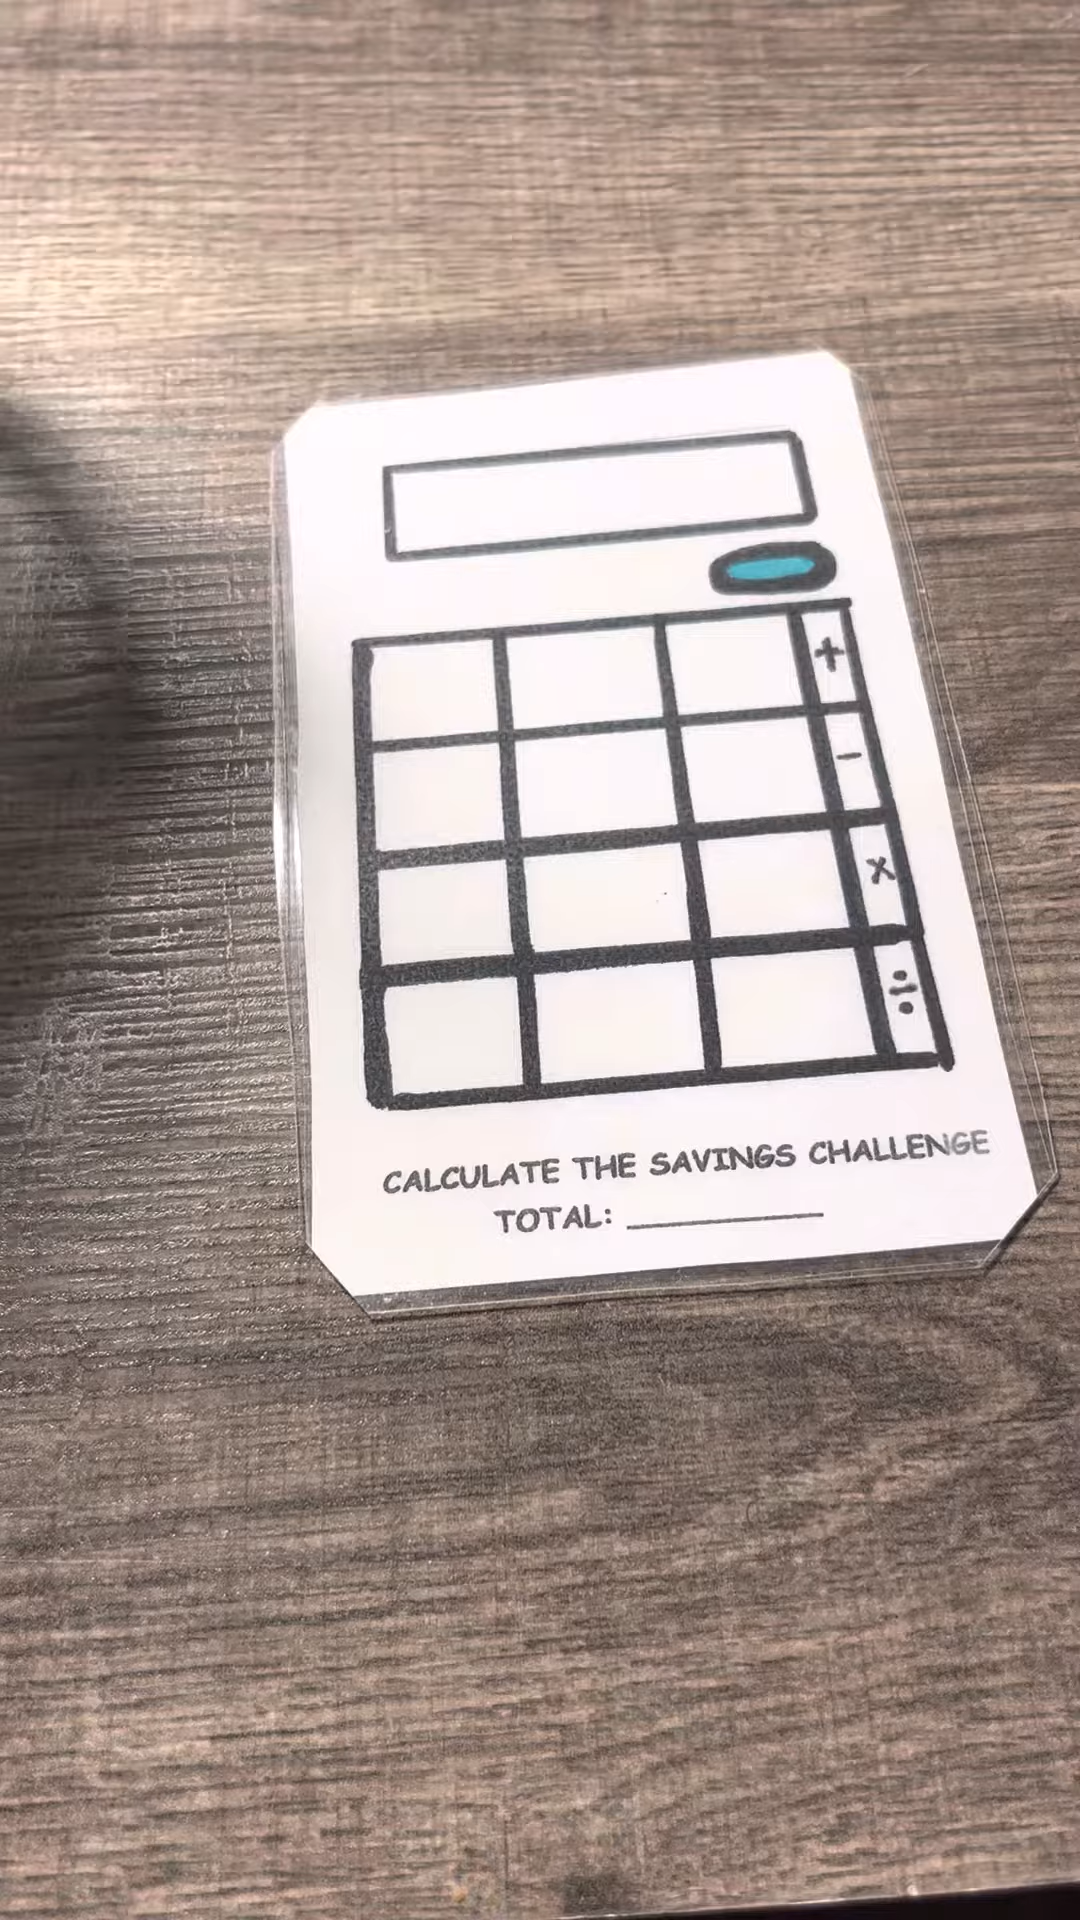 +
-
x
÷
CALCULATE THE SAVINGS CHALLENGE
TOTAL: ___________